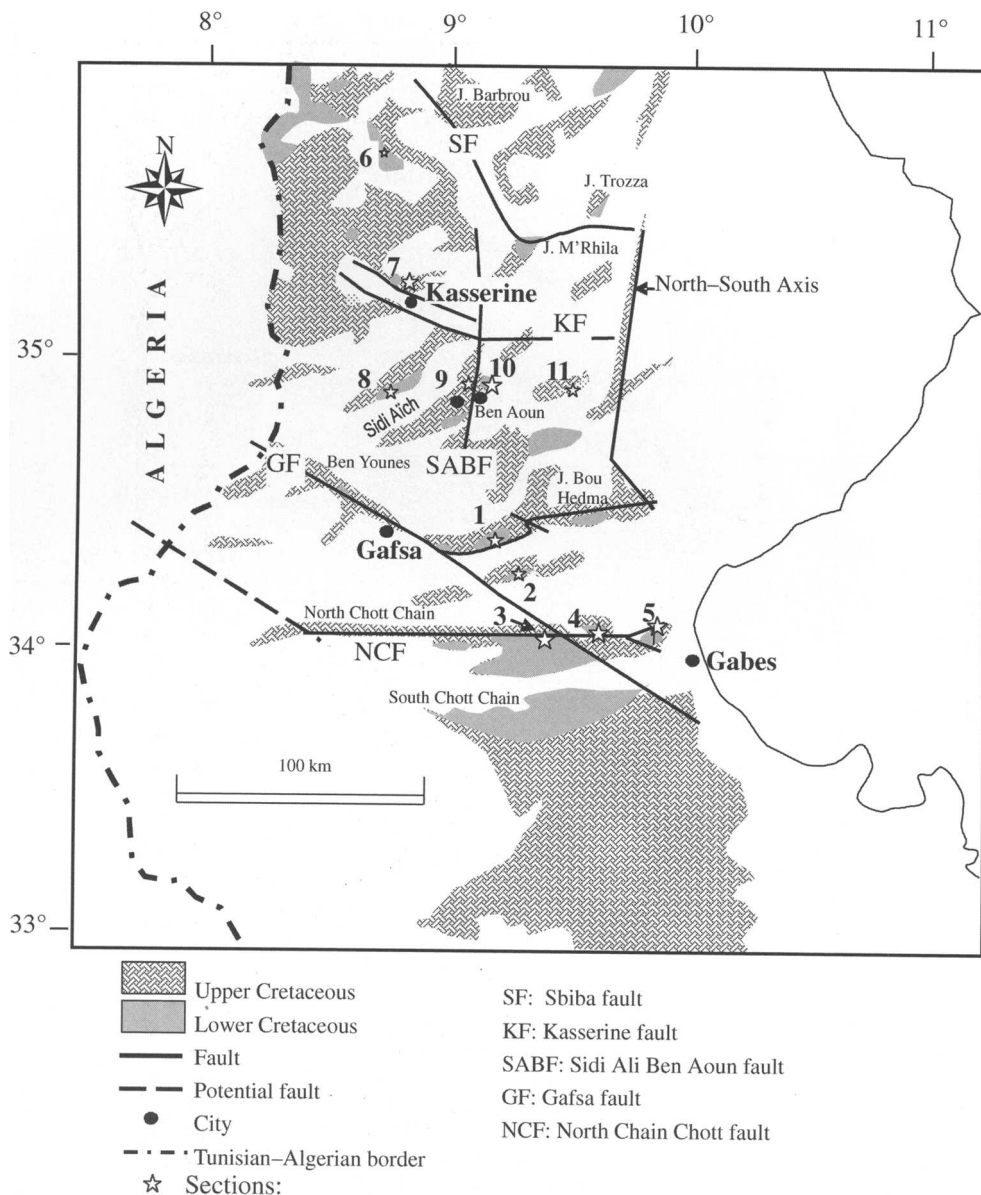 8° 9° 10° 11°
J. Barbrou
N
SF
6
J. Trozza
J. M'Rhila
7
Kasserine
North–South Axis
KF
35°
ALGERIA
8 9 10 11
Sidi Aïch
Ben Aoun
GF
Ben Younes
SABF
J. Bou
Hedma
1
Gafsa
2
North Chott Chain
3 4 5
34°
NCF
Gabes
South Chott Chain
100 km
33°
Upper Cretaceous
Lower Cretaceous
Fault
Potential fault
City
Tunisian–Algerian border
Sections:
SF: Sbiba fault
KF: Kasserine fault
SABF: Sidi Ali Ben Aoun fault
GF: Gafsa fault
NCF: North Chain Chott fault